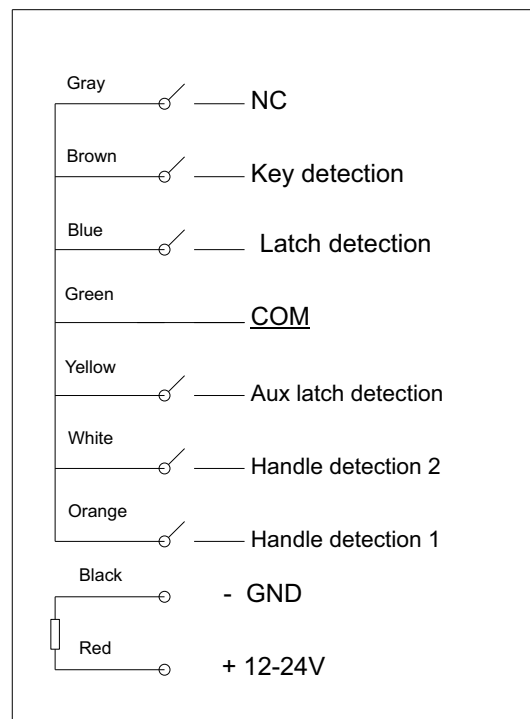 Gray
NC
Brown
Key detection
Blue
Latch detection
Green
COM
Yellow
Aux latch detection
White
Handle detection 2
Orange
Handle detection 1
Black
- GND
Red
+ 12-24V